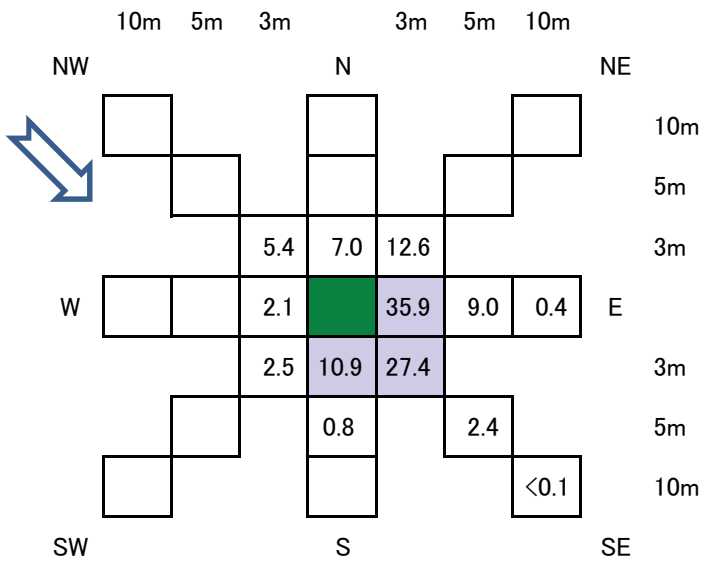 10m 5m 3m 3m 5m 10m
NW N NE
10m
5m
5.4 7.0 12.6 3m
W 2.1 35.9 9.0 0.4 E
2.5 10.9 27.4 3m
0.8 2.4 5m
<0.1 10m
SW S SE